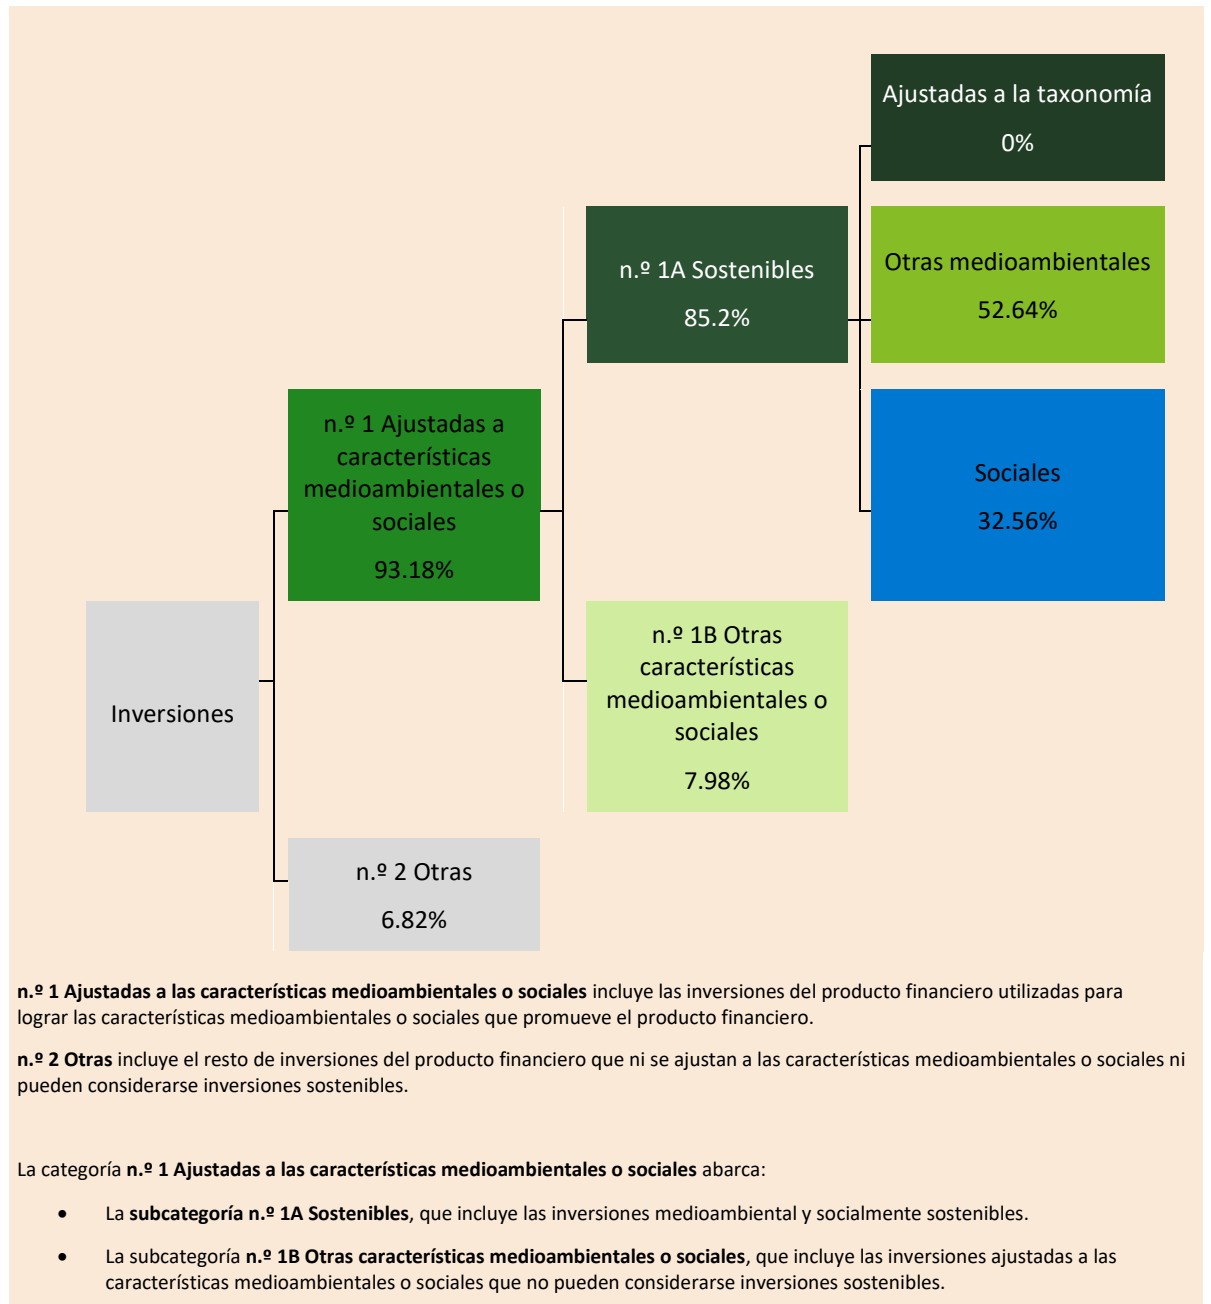 Ajustadas a la taxonomía
0%
n.º 1A Sostenibles
85.2%
Otras medioambientales
52.64%
n.º 1 Ajustadas a
características
medioambientales o
sociales
93.18%
Sociales
32.56%
Inversiones
n.º 1B Otras
características
medioambientales o
sociales
7.98%
n.º 2 Otras
6.82%
n.º 1 Ajustadas a las características medioambientales o sociales incluye las inversiones del producto financiero utilizadas para
lograr las características medioambientales o sociales que promueve el producto financiero.
n.º 2 Otras incluye el resto de inversiones del producto financiero que ni se ajustan a las características medioambientales o sociales ni
pueden considerarse inversiones sostenibles.
La categoría n.º 1 Ajustadas a las características medioambientales o sociales abarca:
• La subcategoría n.º 1A Sostenibles, que incluye las inversiones medioambiental y socialmente sostenibles.
• La subcategoría n.º 1B Otras características medioambientales o sociales, que incluye las inversiones ajustadas a las
características medioambientales o sociales que no pueden considerarse inversiones sostenibles.